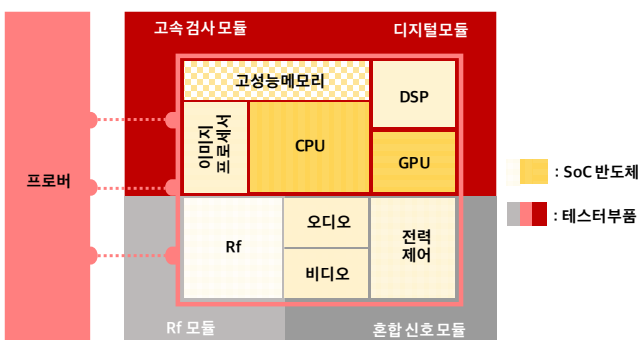 고속 검사 모듈
디지털 모듈
고성능메모리
DSP
이미지
프로세서
CPU
GPU
프로버
: SoC 반도체
: 테스터부품
Rf
오디오
비디오
전력
제어
Rf 모듈
혼합 신호 모듈